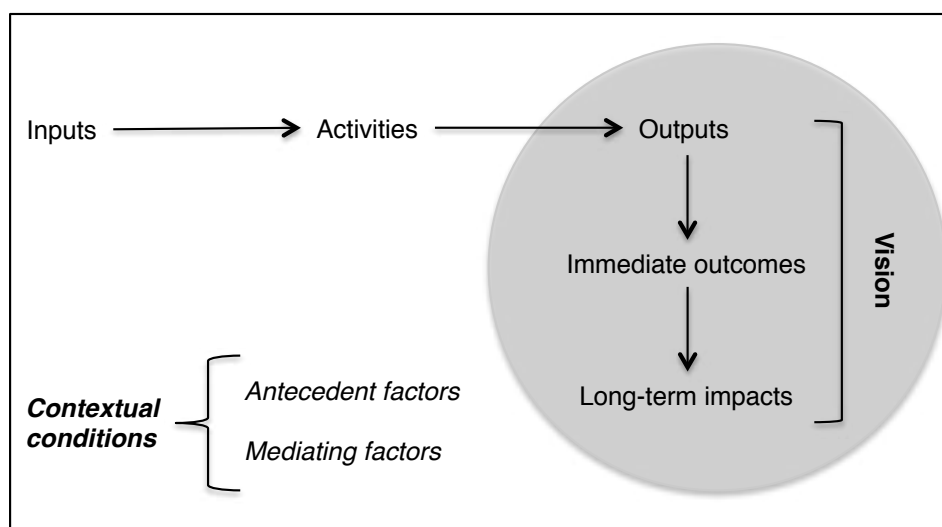 Inputs
Activities
Outputs
Immediate outcomes
Long-term impacts
Vision
Contextual
conditions
Antecedent factors
Mediating factors